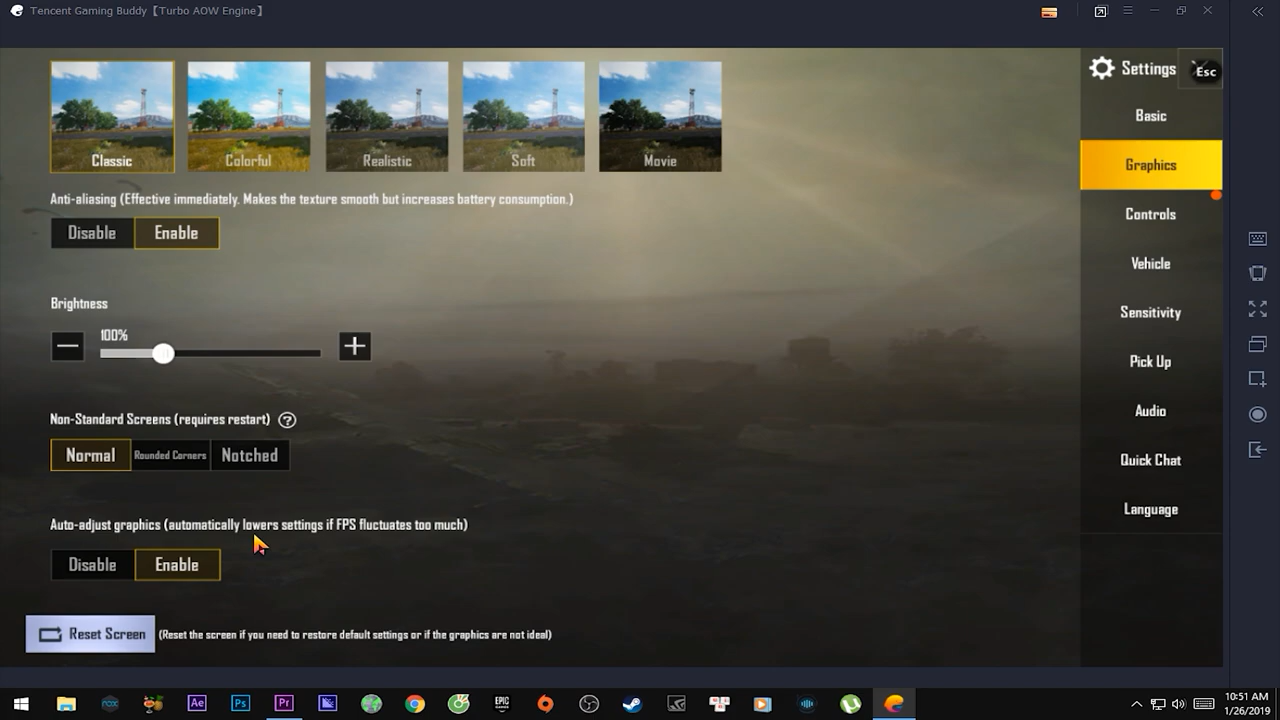 Tencent Gaming Buddy【Turbo AOW Engine】
Classic
Colorful
Realistic
Soft
Movie
Anti-aliasing (Effective immediately. Makes the texture smooth but increases battery consumption.)
Disable
Enable
Brightness
100%
Non-Standard Screens (requires restart) ?
Normal
Rounded Corners
Notched
Auto-adjust graphics (automatically lowers settings if FPS fluctuates too much)
Disable
Enable
Reset Screen
(Reset the screen if you need to restore default settings or if the graphics are not ideal)
Settings
Esc
Basic
Graphics
Controls
Vehicle
Sensitivity
Pick Up
Audio
Quick Chat
Language
nox
Ae
Ps
Pr
EPIC
GAMES
10:51 AM
1/26/2019